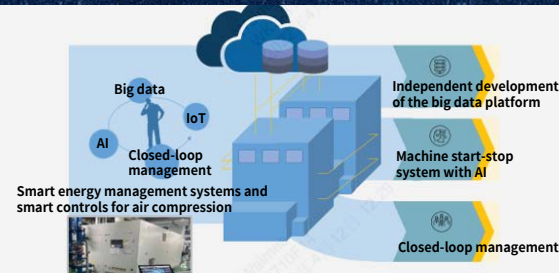 Big data
IoT
AI
Closed-loop
management
Smart energy management systems and
smart controls for air compression
Independent development
of the big data platform
Machine start-stop
system with AI
Closed-loop management